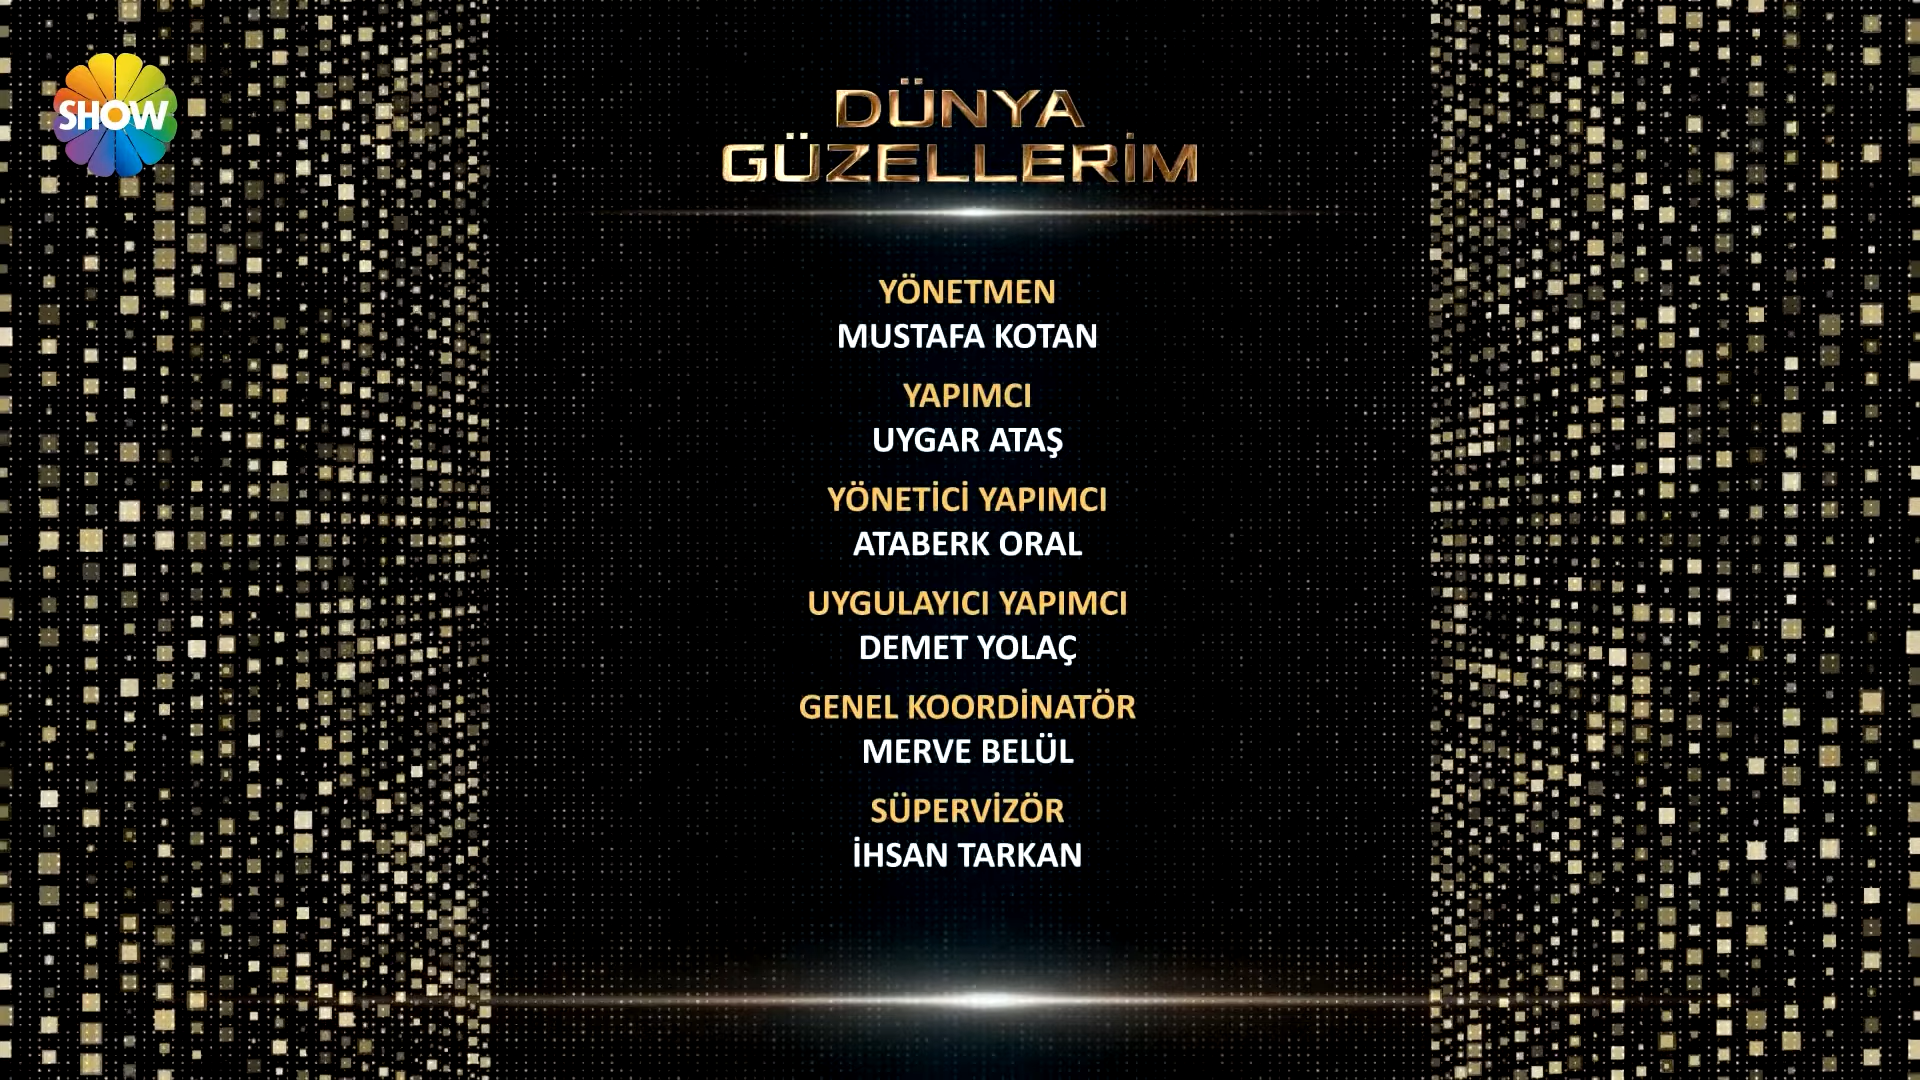 SHOW
DÜNYA
GÜZELLERİM
YÖNETMEN
MUSTAFA KOTAN
YAPIMCI
UYGAR ATAŞ
YÖNETİCİ YAPIMCI
ATABERK ORAL
UYGULAYICI YAPIMCI
DEMET YOLAÇ
GENEL KOORDİNATÖR
MERVE BELÜL
SÜPERVİZÖR
İHSAN TARKAN